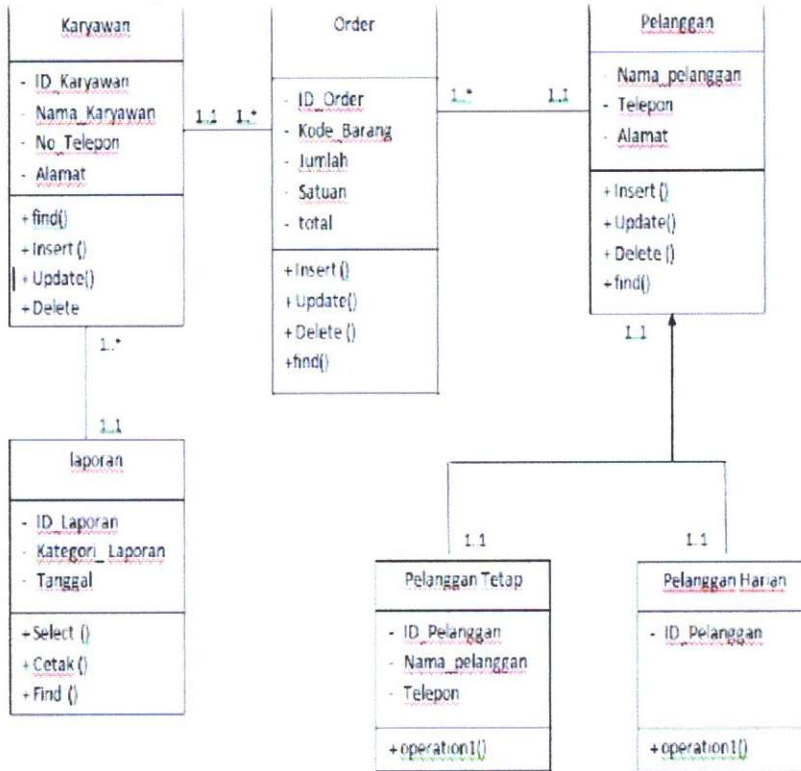 Karyawan
- ID_Karyawan
- Nama_Karyawan
- No_Telepon
- Alamat
+find()
+Insert ()
+Update()
+Delete
1..1 1..*
Order
- ID_Order
- Kode_Barang
- Jumlah
- Satuan
- total
+Insert ()
+Update()
+Delete ()
+find()
1..* 1..1
Pelanggan
- Nama_pelanggan
- Telepon
- Alamat
+Insert ()
+Update()
+Delete ()
+find()
1..*
1..1
laporan
- ID_Laporan
- Kategori_Laporan
- Tanggal
+Select ()
+Cetak ()
+Find ()
1..1
1..1
Pelanggan Tetap
- ID_Pelanggan
- Nama_pelanggan
- Telepon
+operation1()
1..1
Pelanggan Harian
- ID_Pelanggan
+operation1()